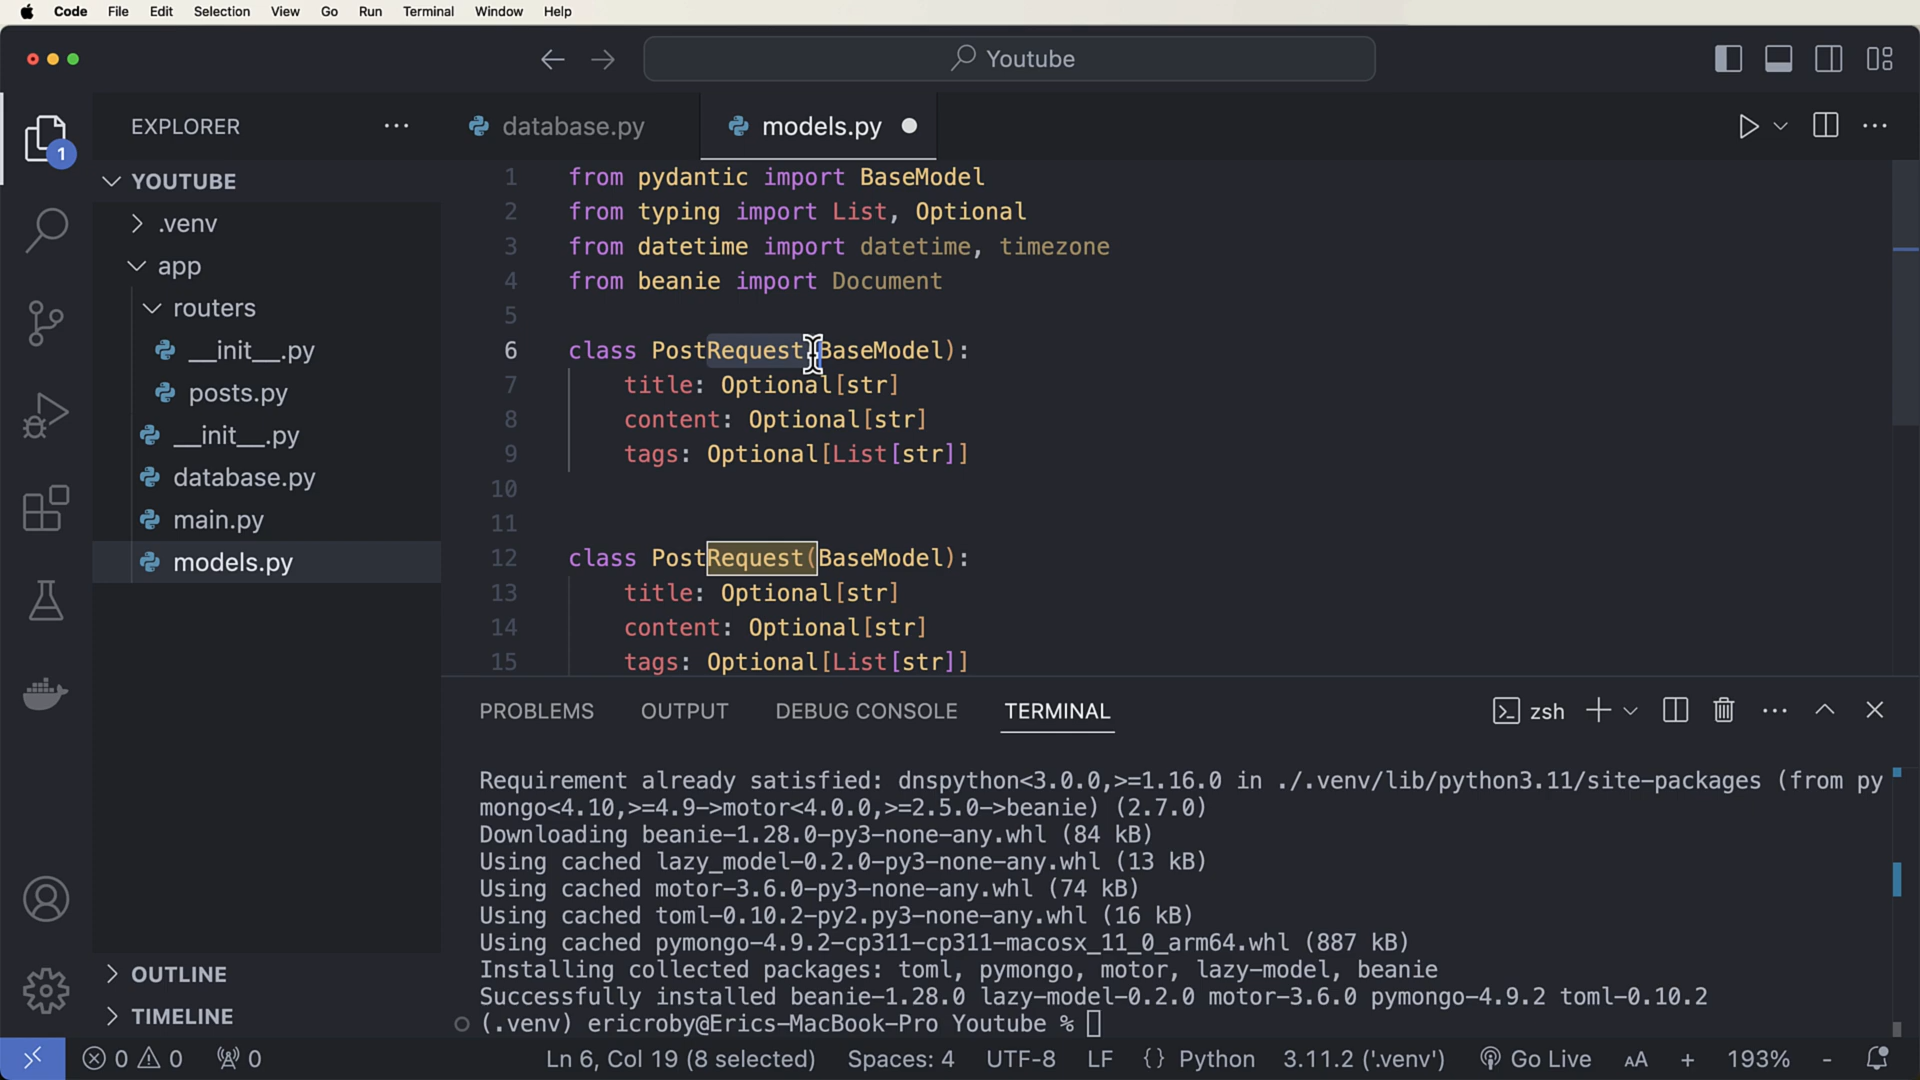 Code File Edit Selection View Go Run Terminal Window Help
Youtube
EXPLORER
database.py
models.py
1
YOUTUBE
.venv
app
routers
__init__.py
posts.py
__init__.py
database.py
main.py
models.py
OUTLINE
TIMELINE
1 from pydantic import BaseModel
2 from typing import List, Optional
3 from datetime import datetime, timezone
4 from beanie import Document
5
6 class PostRequest(BaseModel):
7 title: Optional[str]
8 content: Optional[str]
9 tags: Optional[List[str]]
10
11
12 class PostRequest(BaseModel):
13 title: Optional[str]
14 content: Optional[str]
15 tags: Optional[List[str]]
PROBLEMS OUTPUT DEBUG CONSOLE TERMINAL
zsh
Requirement already satisfied: dnspython<3.0.0,>=1.16.0 in ./.venv/lib/python3.11/site-packages (from py
mongo<4.10,>=4.9->motor<4.0.0,>=2.5.0->beanie) (2.7.0)
Downloading beanie-1.28.0-py3-none-any.whl (84 kB)
Using cached lazy_model-0.2.0-py3-none-any.whl (13 kB)
Using cached motor-3.6.0-py3-none-any.whl (74 kB)
Using cached toml-0.10.2-py2.py3-none-any.whl (16 kB)
Using cached pymongo-4.9.2-cp311-cp311-macosx_11_0_arm64.whl (887 kB)
Installing collected packages: toml, pymongo, motor, lazy-model, beanie
Successfully installed beanie-1.28.0 lazy-model-0.2.0 motor-3.6.0 pymongo-4.9.2 toml-0.10.2
(.venv) ericroby@Erics-MacBook-Pro Youtube %
0 0 0 Ln 6, Col 19 (8 selected) Spaces: 4 UTF-8 LF {} Python 3.11.2 ('.venv') Go Live AA + 193% -